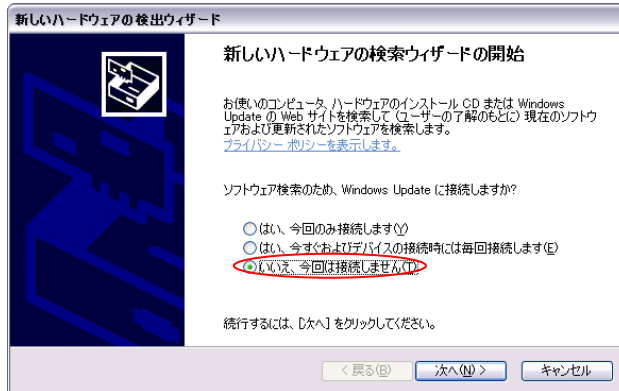 新しいハードウェアの検出ウィザード
新しいハードウェアの検索ウィザードの開始
お使いのコンピュータ、ハードウェアのインストール CD または Windows
Update の Web サイトを検索して (ユーザーの了解のもとに) 現在のソフトウ
ェアおよび更新されたソフトウェアを検索します。
プライバシー ポリシーを表示します。
ソフトウェア検索のため、Windows Update に接続しますか?
はい、今回のみ接続します(Y)
はい、今すぐおよびデバイスの接続時には毎回接続します(E)
いいえ、今回は接続しません(T)
続行するには、[次へ] をクリックしてください。
< 戻る(B) 次へ(N) > キャンセル